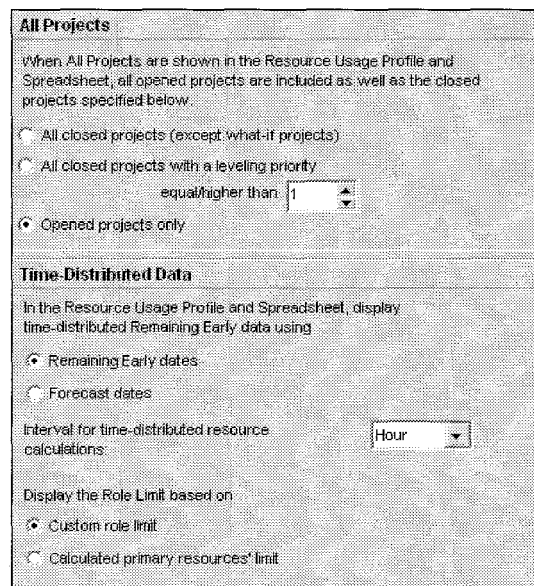 All Projects
When All Projects are shown in the Resource Usage Profile and
Spreadsheet, all opened projects are included as well as the closed
projects specified below.
All closed projects (except what-if projects)
All closed projects with a leveling priority
equal/higher than 1
Opened projects only
Time-Distributed Data
In the Resource Usage Profile and Spreadsheet, display
time-distributed Remaining Early data using
Remaining Early dates
Forecast dates
Interval for time-distributed resource
calculations: Hour
Display the Role Limit based on
Custom role limit
Calculated primary resources' limit